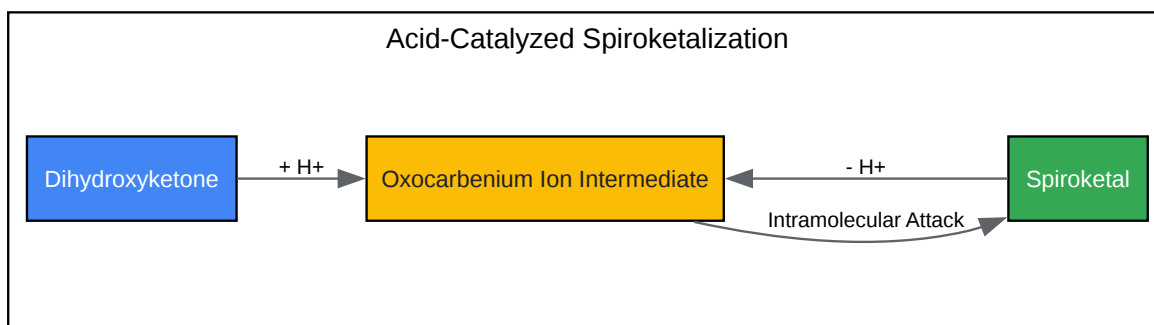 Acid-Catalyzed Spiroketalization
Dihydroxyketone
+ H+
Oxocarbenium Ion Intermediate
- H+
Spiroketal
Intramolecular Attack